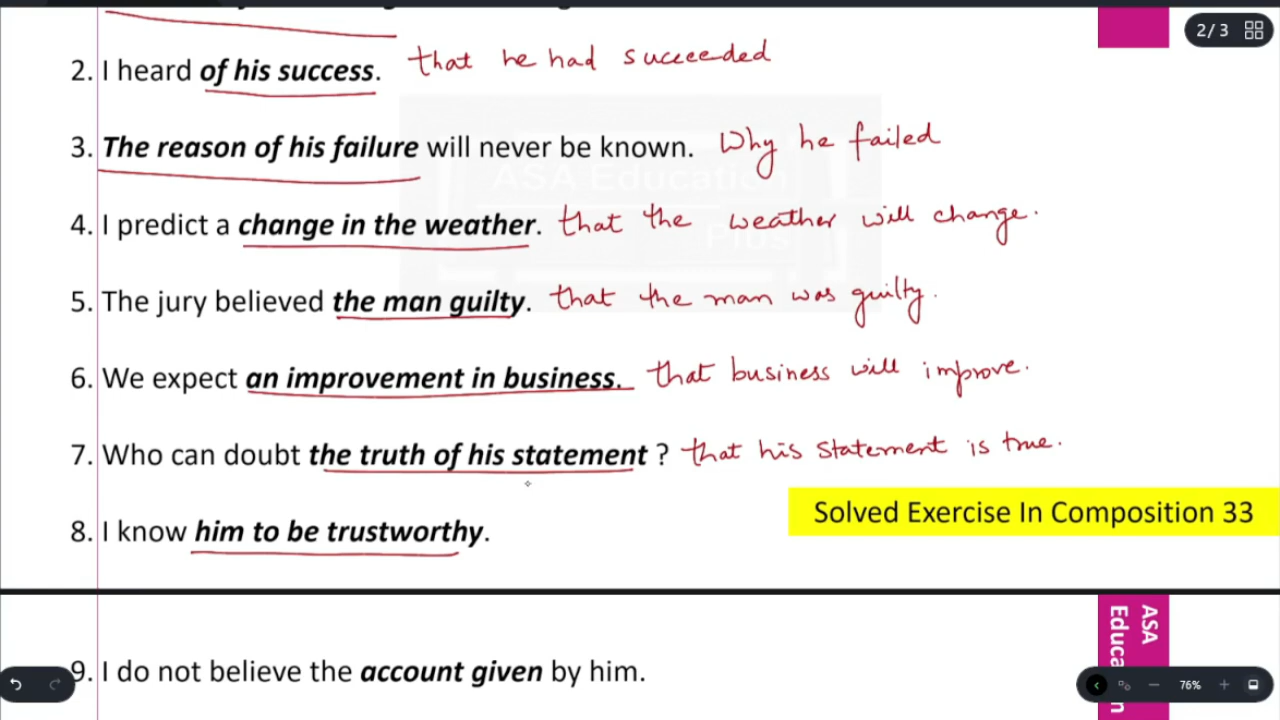 2/3
2. I heard of his success. that he had succeeded
3. The reason of his failure will never be known. Why he failed
ASA Education
Plus
4. I predict a change in the weather. that the weather will change.
5. The jury believed the man guilty. that the man was guilty.
6. We expect an improvement in business. that business will improve.
7. Who can doubt the truth of his statement ? that his statement is true.
Solved Exercise In Composition 33
8. I know him to be trustworthy.
ASA
9. I do not believe the account given by him.
76%